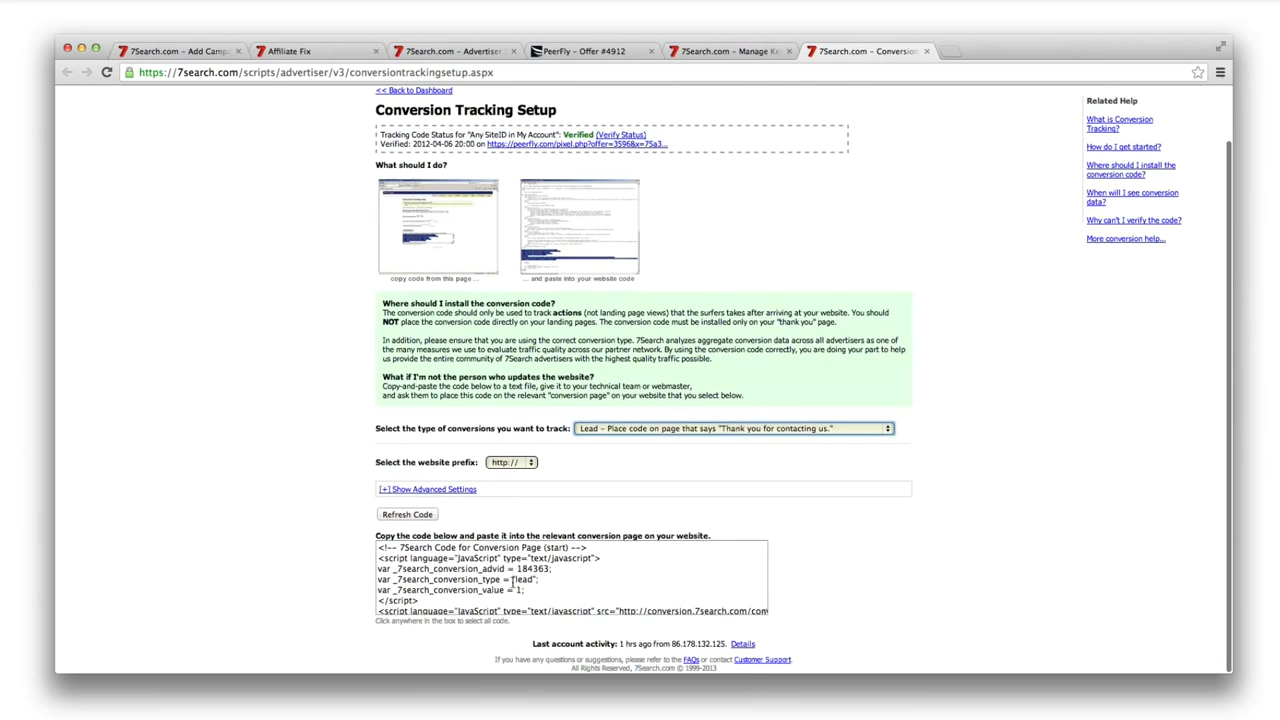 7Search.com – Add Camp
Affiliate Fix
7Search.com – Advertiser
PeerFly – Offer #4912
7Search.com – Manage Ke
7Search.com – Conversion
https://7search.com/scripts/advertiser/v3/conversiontrackingsetup.aspx
<< Back to Dashboard
Conversion Tracking Setup
Tracking Code Status for "Any SiteID in My Account": Verified (Verify Status)
Verified: 2012-04-06 20:00 on https://peerfly.com/pixel.php?offer=3596&x=75a3...
What should I do?
copy code from this page ...
... and paste into your website code
Where should I install the conversion code?
The conversion code should only be used to track actions (not landing page views) that the surfers takes after arriving at your website. You should
NOT place the conversion code directly on your landing pages. The conversion code must be installed only on your "thank you" page.
In addition, please ensure that you are using the correct conversion type. 7Search analyzes aggregate conversion data across all advertisers as one of
the many measures we use to evaluate traffic quality across our partner network. By using the conversion code correctly, you are doing your part to help
us provide the entire community of 7Search advertisers with the highest quality traffic possible.
What if I'm not the person who updates the website?
Copy-and-paste the code below to a text file, give it to your technical team or webmaster,
and ask them to place this code on the relevant "conversion page" on your website that you select below.
Select the type of conversions you want to track: Lead – Place code on page that says "Thank you for contacting us."
Select the website prefix: http://
[+] Show Advanced Settings
Refresh Code
Copy the code below and paste it into the relevant conversion page on your website.
<!-- 7Search Code for Conversion Page (start) -->
<script language="JavaScript" type="text/javascript">
var _7search_conversion_advid = 184363;
var _7search_conversion_type = "lead";
var _7search_conversion_value = 1;
</script>
<script language="JavaScript" type="text/javascript" src="http://conversion.7search.com/con
Click anywhere in the box to select all code.
Last account activity: 1 hrs ago from 86.178.132.125. Details
If you have any questions or suggestions, please refer to the FAQs or contact Customer Support.
All Rights Reserved, 7Search.com © 1999-2013
Related Help
What is Conversion
Tracking?
How do I get started?
Where should I install the
conversion code?
When will I see conversion
data?
Why can't I verify the code?
More conversion help...